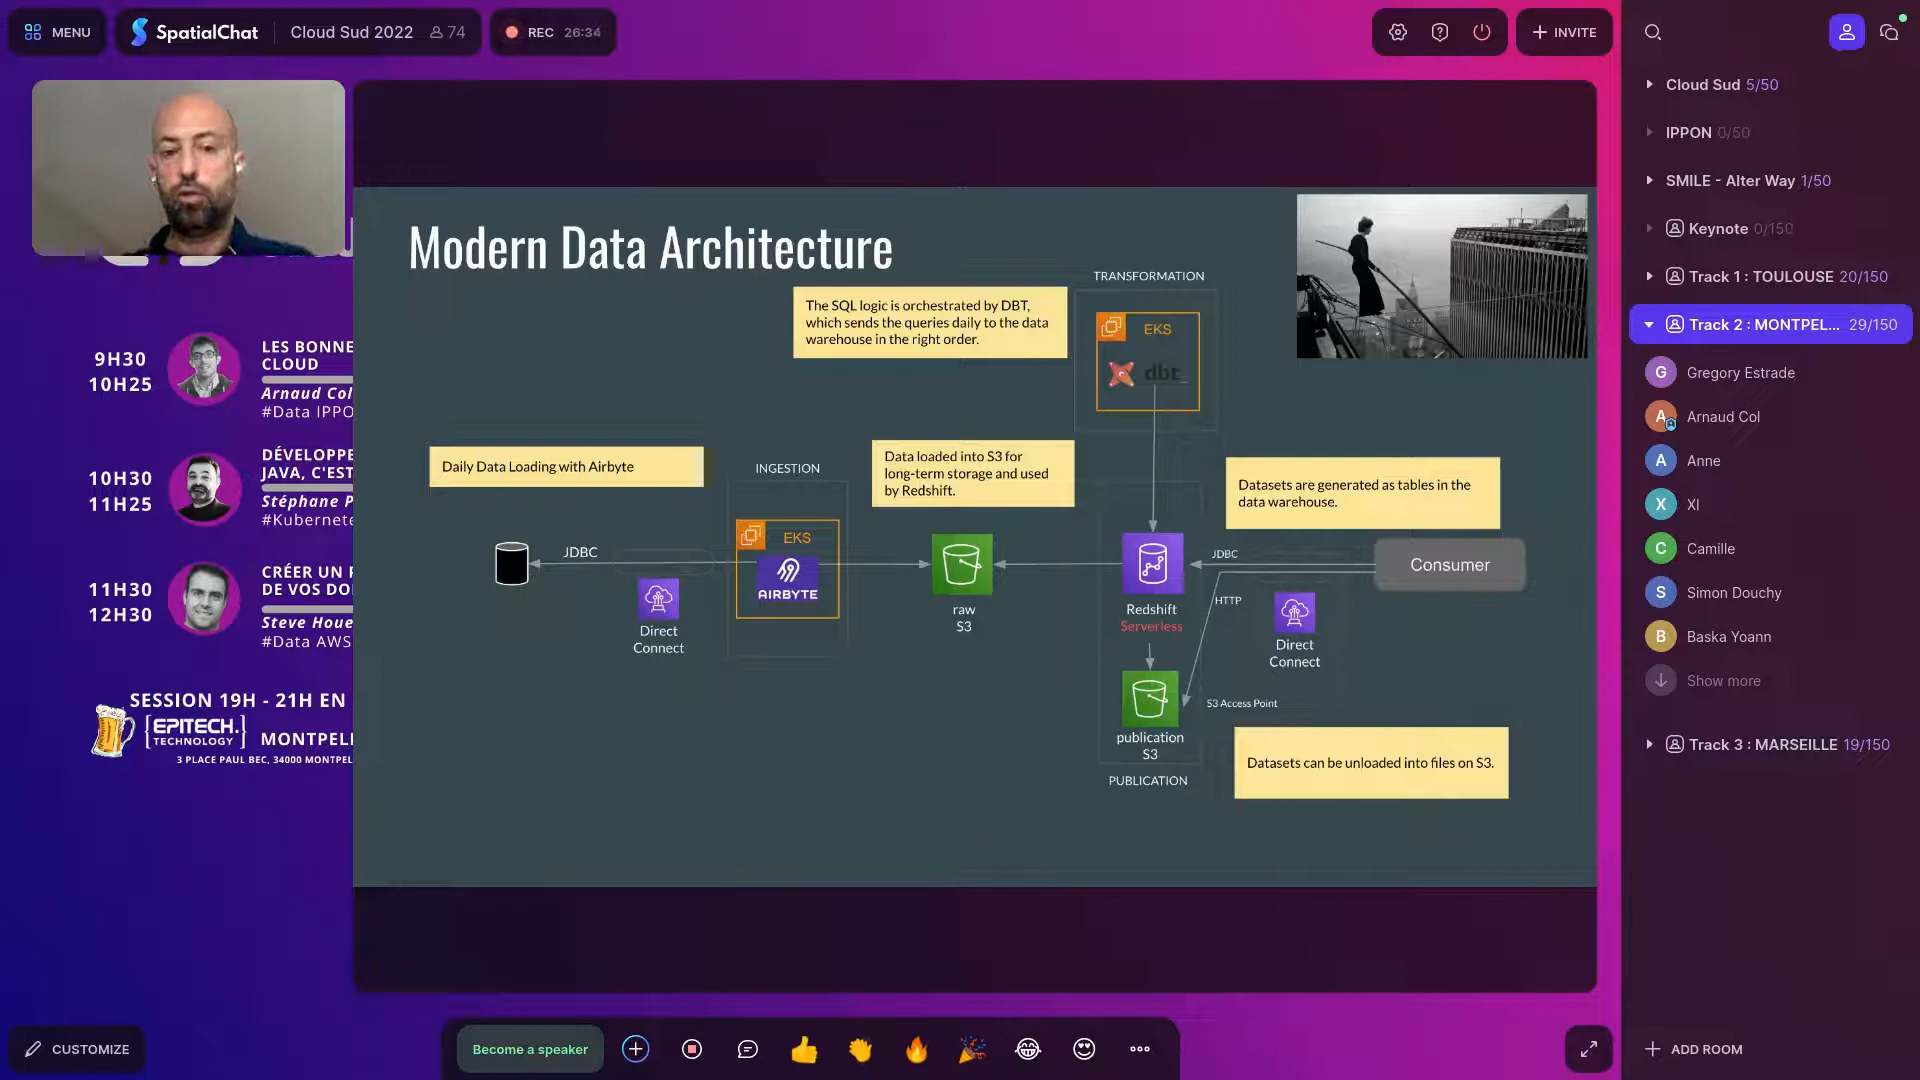 MENU
SpatialChat
Cloud Sud 2022
74
REC 26:34
INVITE
Modern Data Architecture
TRANSFORMATION
The SQL logic is orchestrated by DBT,
which sends the queries daily to the data
warehouse in the right order.
EKS
dbt
Daily Data Loading with Airbyte
INGESTION
Data loaded into S3 for
long-term storage and used
by Redshift.
Datasets are generated as tables in the
data warehouse.
JDBC
EKS
AIRBYTE
Direct
Connect
raw
S3
Redshift
Serverless
JDBC
HTTP
Consumer
Direct
Connect
S3 Access Point
publication
S3
PUBLICATION
Datasets can be unloaded into files on S3.
9H30
10H25
LES BONNE
CLOUD
Arnaud Col
#Data IPPO
10H30
11H25
DÉVELOPPE
JAVA, C'EST
Stéphane P
#Kubernete
11H30
12H30
CRÉER UN
DE VOS DO
Steve Houe
#Data AWS
SESSION 19H - 21H EN
[EPITECH.]
TECHNOLOGY
MONTPEL
3 PLACE PAUL BEC, 34000 MONTPEL
CUSTOMIZE
Become a speaker
Cloud Sud 5/50
IPPON 0/50
SMILE - Alter Way 1/50
Keynote 0/150
Track 1 : TOULOUSE 20/150
Track 2 : MONTPEL... 29/150
G Gregory Estrade
A Arnaud Col
A Anne
X Xl
C Camille
S Simon Douchy
B Baska Yoann
Show more
Track 3 : MARSEILLE 19/150
ADD ROOM